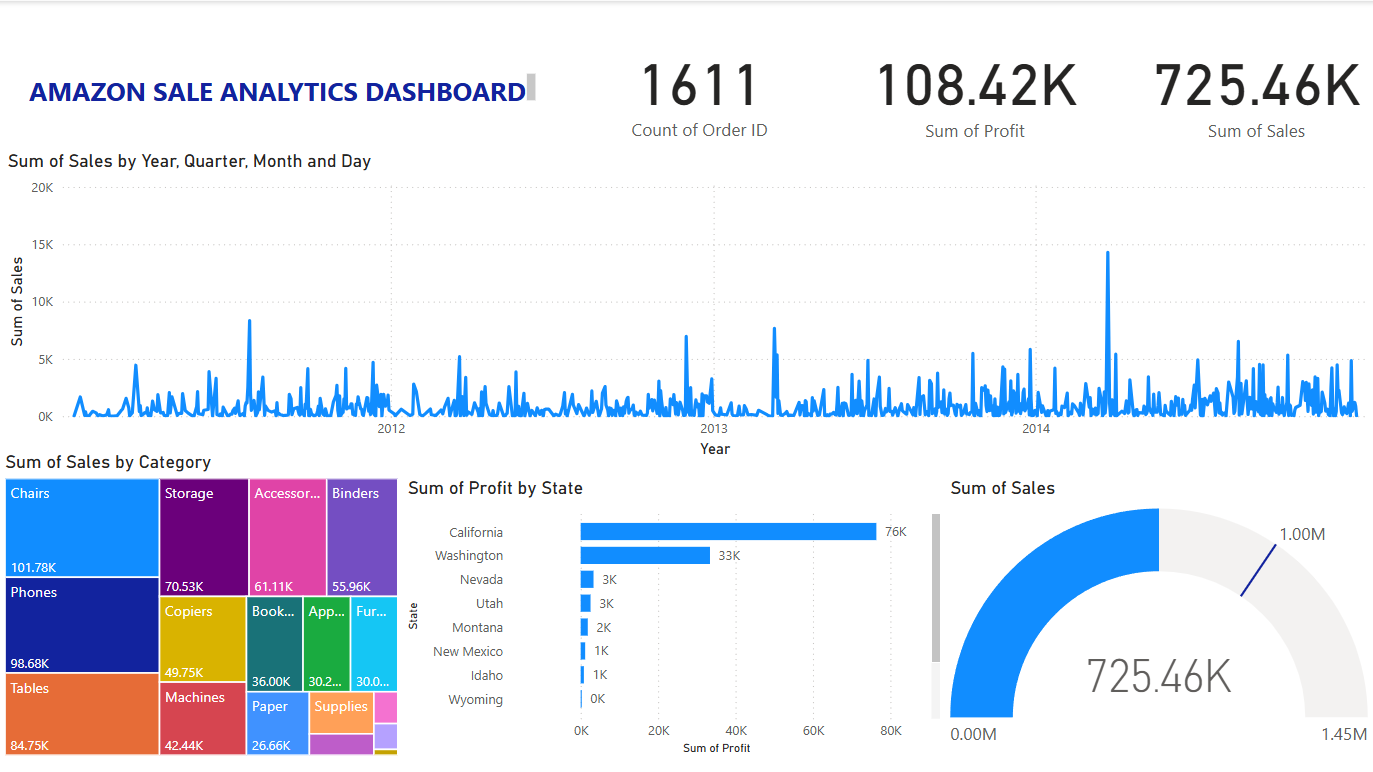 AMAZON SALE ANALYTICS DASHBOARD
1611
Count of Order ID
108.42K
Sum of Profit
725.46K
Sum of Sales
Sum of Sales by Year, Quarter, Month and Day
Sum of Sales
20K
15K
10K
5K
0K
2012
2013
2014
Year
Sum of Sales by Category
Chairs
101.78K
Phones
98.68K
Tables
84.75K
Storage
70.53K
Accessor...
61.11K
Binders
55.96K
Copiers
49.75K
Machines
42.44K
Book...
36.00K
App...
30.2...
Fur...
30.0...
Paper
26.66K
Supplies
Sum of Profit by State
State
California
76K
Washington
33K
Nevada
3K
Utah
3K
Montana
2K
New Mexico
1K
Idaho
1K
Wyoming
0K
0K
20K
40K
60K
80K
Sum of Profit
Sum of Sales
1.00M
725.46K
0.00M
1.45M